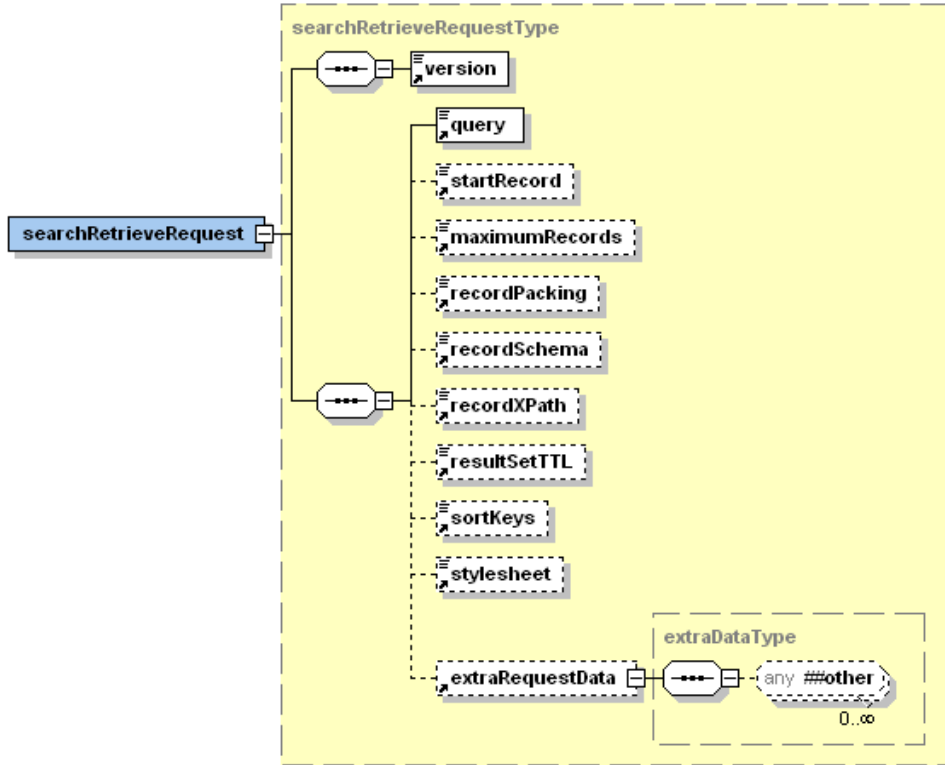 searchRetrieveRequestType
version
query
startRecord
maximumRecords
searchRetrieveRequest
recordPacking
recordSchema
recordXPath
resultSetTTL
sortKeys
stylesheet
extraDataType
extraRequestData
any ##other
0..∞